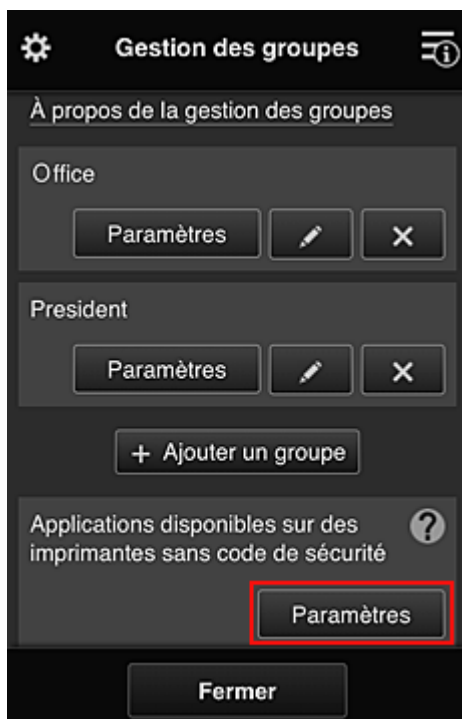 Gestion des groupes
À propos de la gestion des groupes
Office
Paramètres
President
Paramètres
+ Ajouter un groupe
Applications disponibles sur des
imprimantes sans code de sécurité
?
Paramètres
Fermer